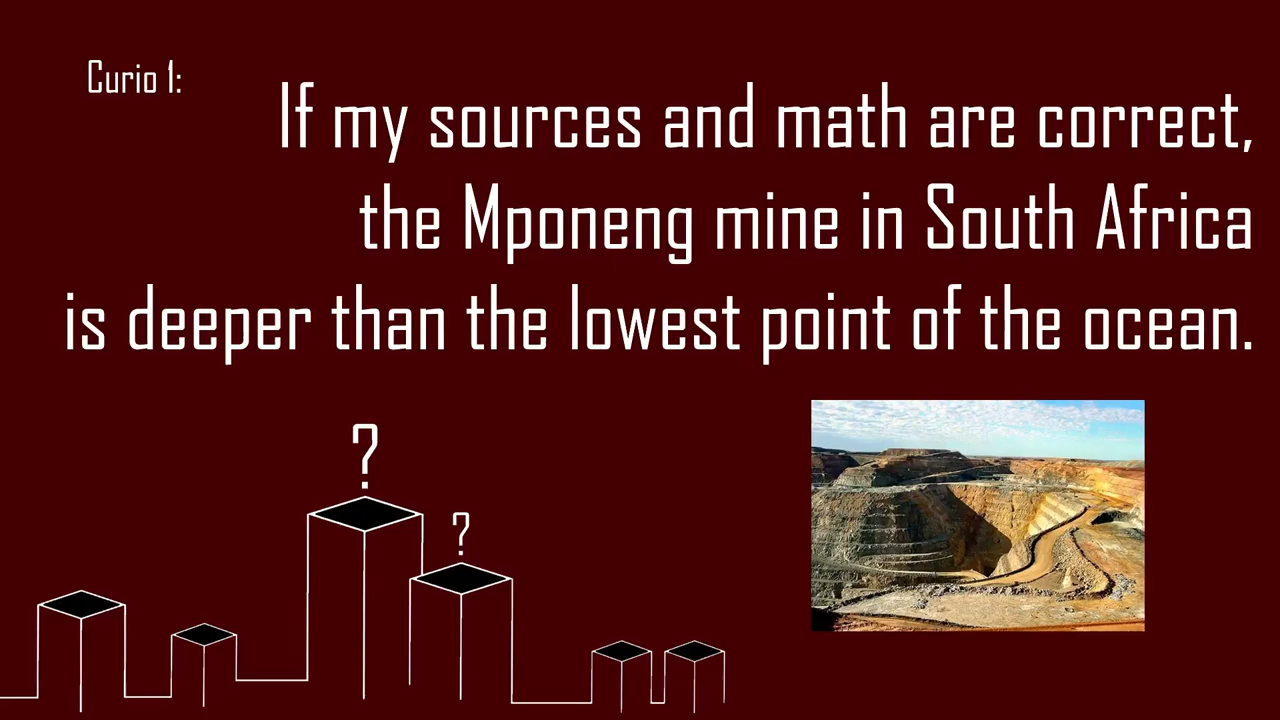 Curio 1:
If my sources and math are correct,
the Mponeng mine in South Africa
is deeper than the lowest point of the ocean.
?
?